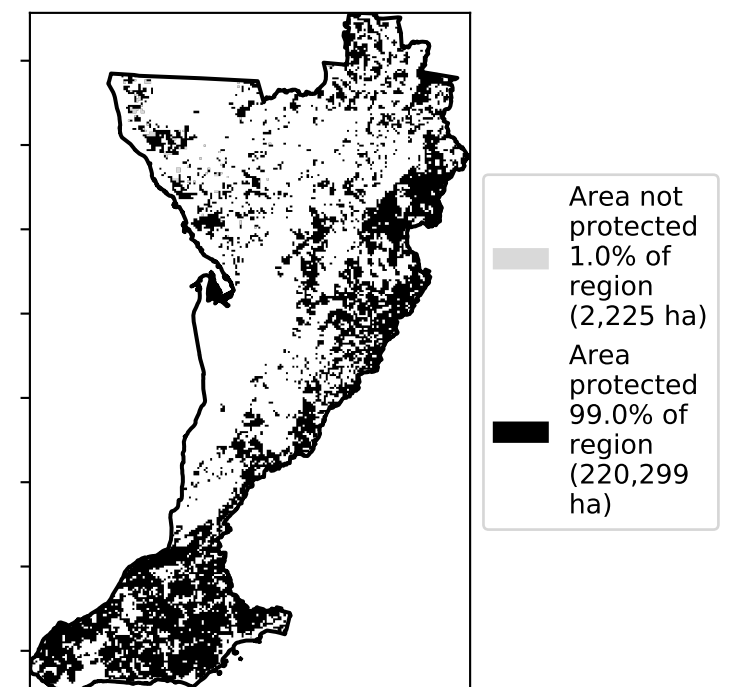 Area not
protected
1.0% of
region
(2,225 ha)
Area
protected
99.0% of
region
(220,299
ha)